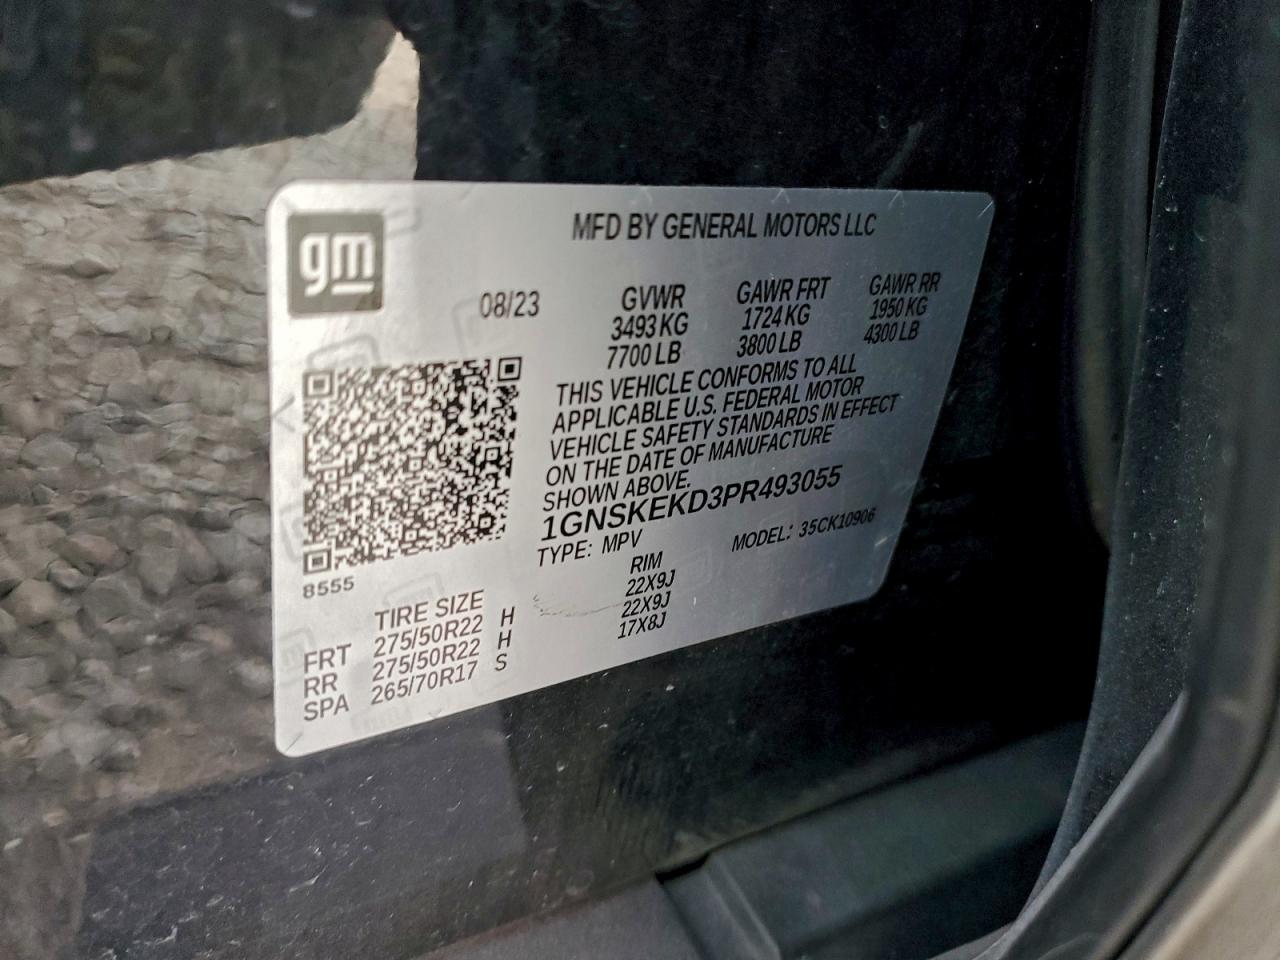 gm
MFD BY GENERAL MOTORS LLC
08/23 GVWR GAWR FRT GAWR RR
3493 KG 1724 KG 1950 KG
7700 LB 3800 LB 4300 LB
THIS VEHICLE CONFORMS TO ALL
APPLICABLE U.S. FEDERAL MOTOR
VEHICLE SAFETY STANDARDS IN EFFECT
ON THE DATE OF MANUFACTURE
SHOWN ABOVE.
1GNSKEKD3PR493055
TYPE: MPV MODEL: 35CK10906
8555
TIRE SIZE RIM
FRT 275/50R22 H 22X9J
RR 275/50R22 H 22X9J
SPA 265/70R17 S 17X8J